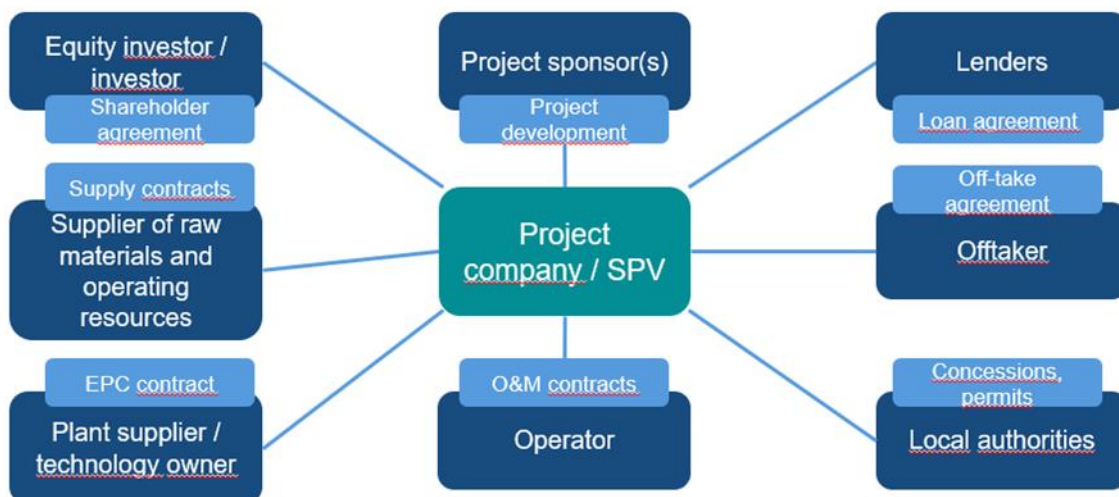 Equity investor /
investor
Shareholder
agreement
Project sponsor(s)
Project
development
Lenders
Loan agreement
Supply contracts
Supplier of raw
materials and
operating
resources
Project
company / SPV
Off-take
agreement
Offtaker
EPC contract
Plant supplier /
technology owner
O&M contracts
Operator
Concessions,
permits
Local authorities